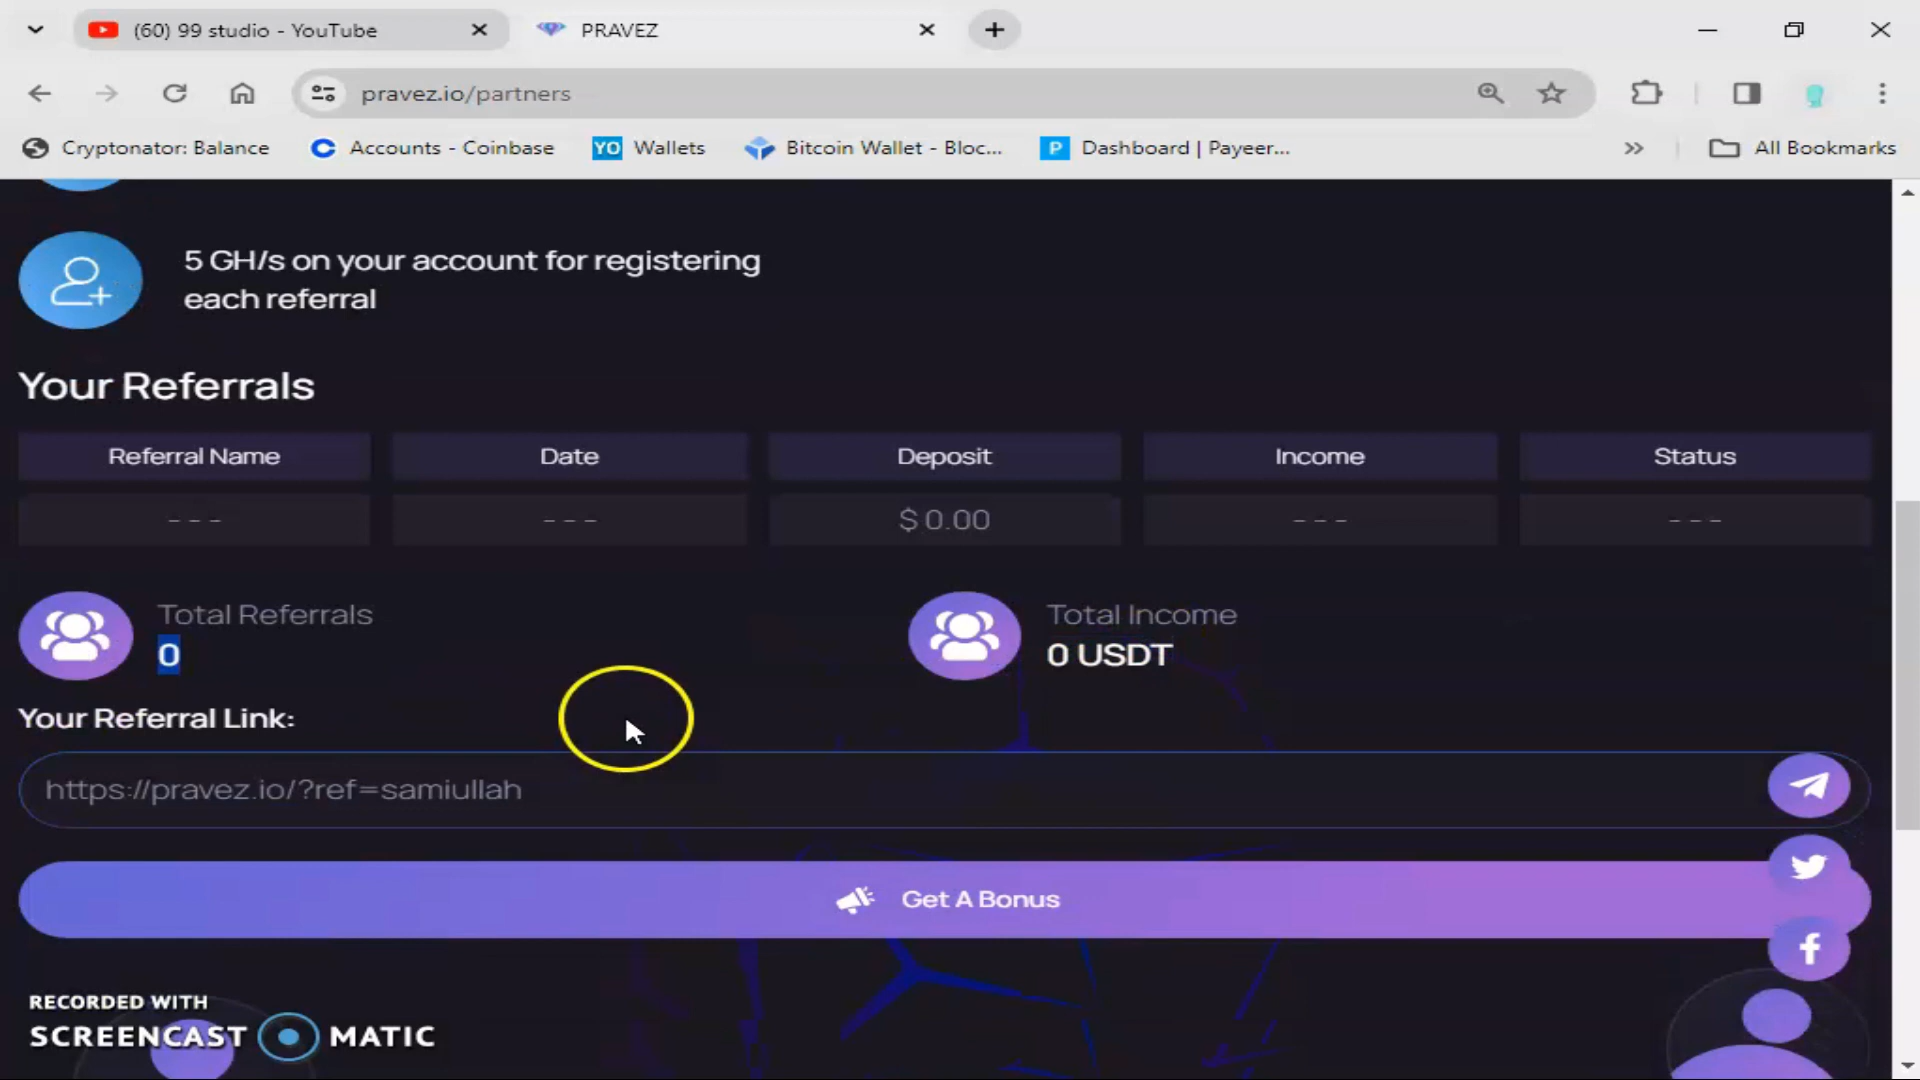 (60) 99 studio - YouTube
PRAVEZ
pravez.io/partners
Cryptonator: Balance
Accounts - Coinbase
YO Wallets
Bitcoin Wallet - Bloc...
P Dashboard | Payeer...
All Bookmarks
5 GH/s on your account for registering
each referral
Your Referrals
Referral Name Date Deposit Income Status
--- --- $ 0.00 --- ---
Total Referrals
0
Total Income
0 USDT
Your Referral Link:
https://pravez.io/?ref=samiullah
Get A Bonus
RECORDED WITH
SCREENCAST MATIC